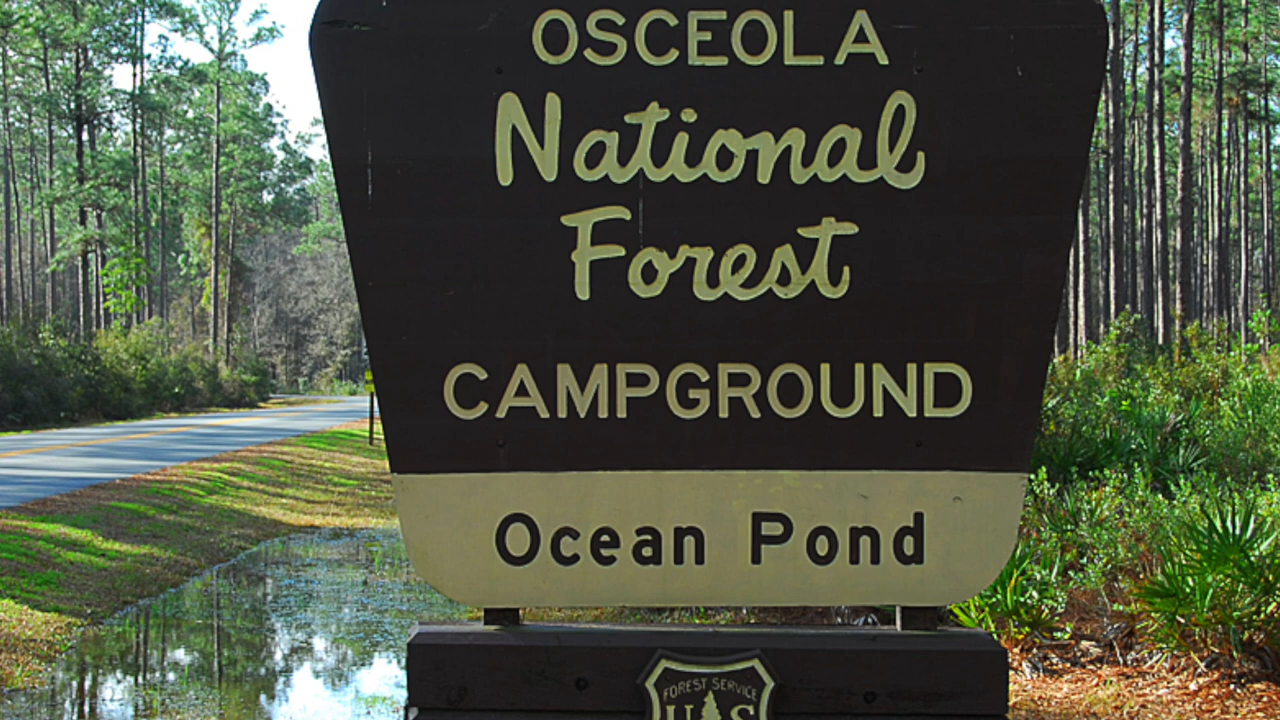 OSCEOLA
National
Forest
CAMPGROUND
Ocean Pond
FOREST SERVICE
U S